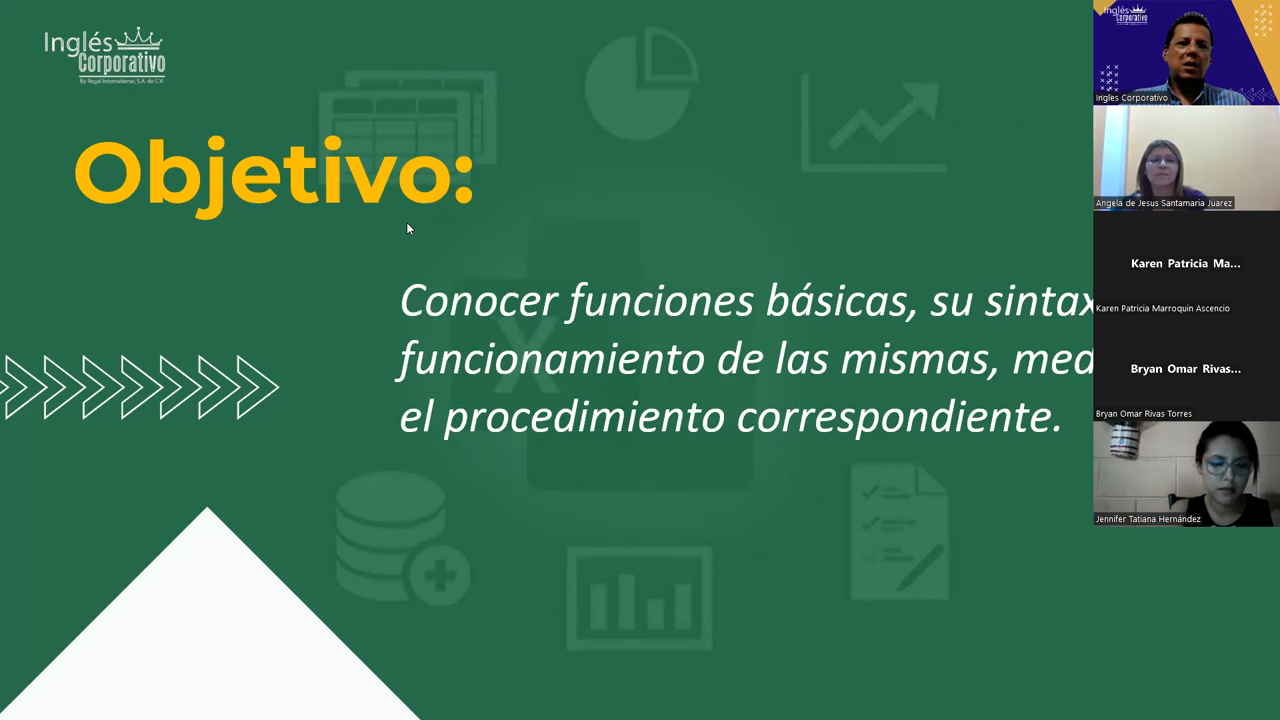 Inglés
Corporativo
By Regal International, S.A. de C.V.
Objetivo:
Conocer funciones básicas, su sintax
funcionamiento de las mismas, med
el procedimiento correspondiente.
Inglés
Corporativo
Ingles Corporativo
Angela de Jesus Santamaria Juarez
Karen Patricia Ma...
Karen Patricia Marroquin Ascencio
Bryan Omar Rivas...
Bryan Omar Rivas Torres
Jennifer Tatiana Hernández